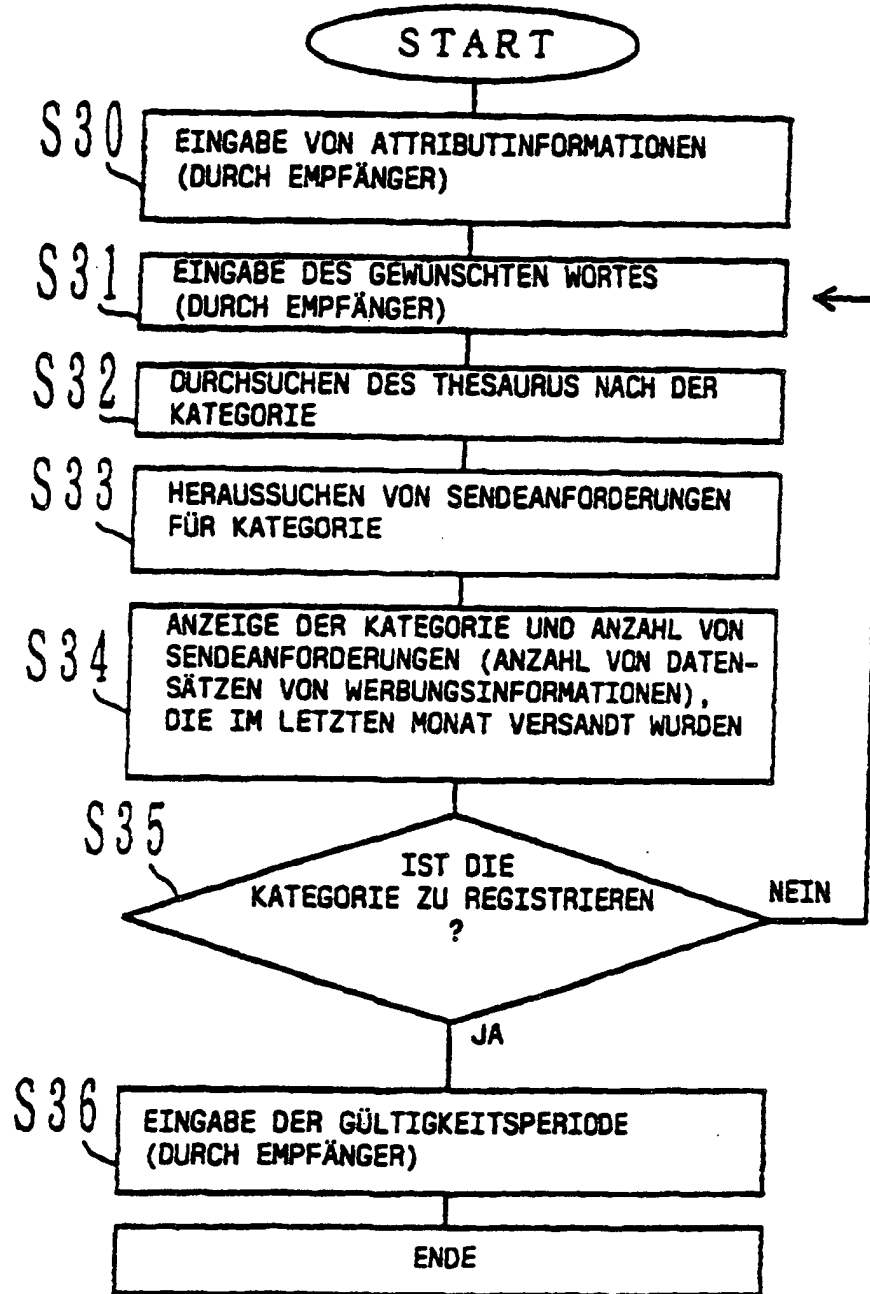 START
S30
EINGABE VON ATTRIBUTINFORMATIONEN
(DURCH EMPFÄNGER)
S31
EINGABE DES GEWÜNSCHTEN WORTES
(DURCH EMPFÄNGER)
S32
DURCHSUCHEN DES THESAURUS NACH DER
KATEGORIE
S33
HERAUSSUCHEN VON SENDEANFORDERUNGEN
FÜR KATEGORIE
S34
ANZEIGE DER KATEGORIE UND ANZAHL VON
SENDEANFORDERUNGEN (ANZAHL VON DATEN-
SÄTZEN VON WERBUNGSINFORMATIONEN),
DIE IM LETZTEN MONAT VERSANDT WURDEN
S35
IST DIE
KATEGORIE ZU REGISTRIEREN
?
NEIN
JA
S36
EINGABE DER GÜLTIGKEITSPERIODE
(DURCH EMPFÄNGER)
ENDE